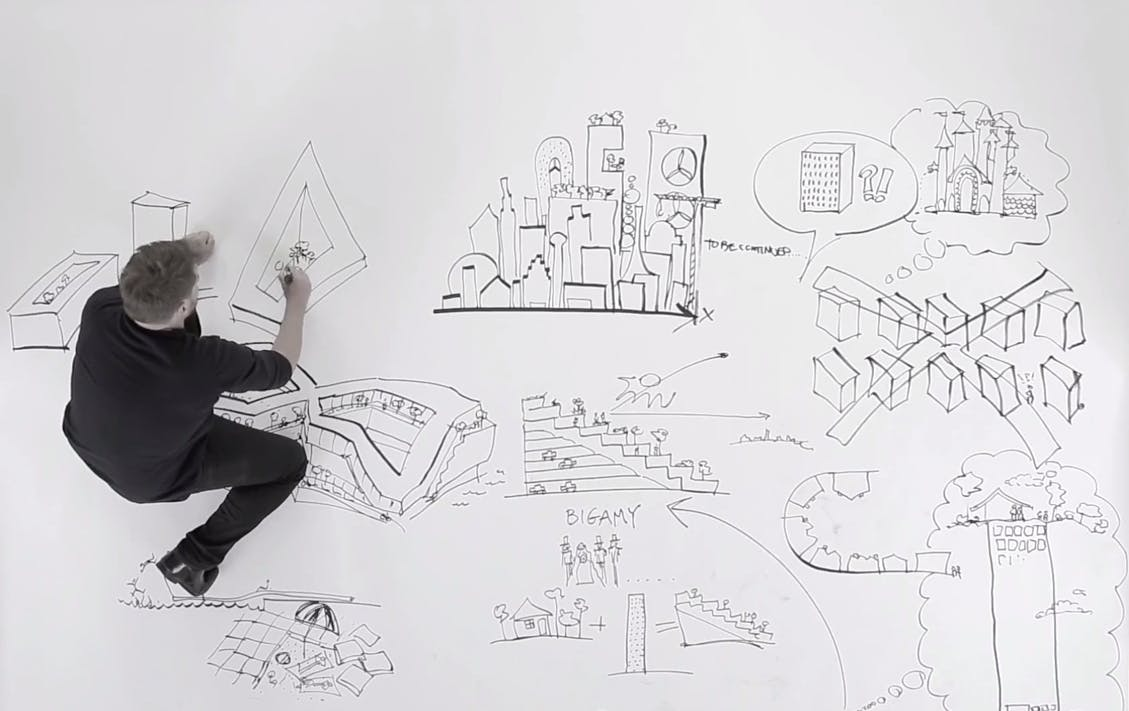 TO BE CONTINUED....
X
?!
BIGAMY
+
=